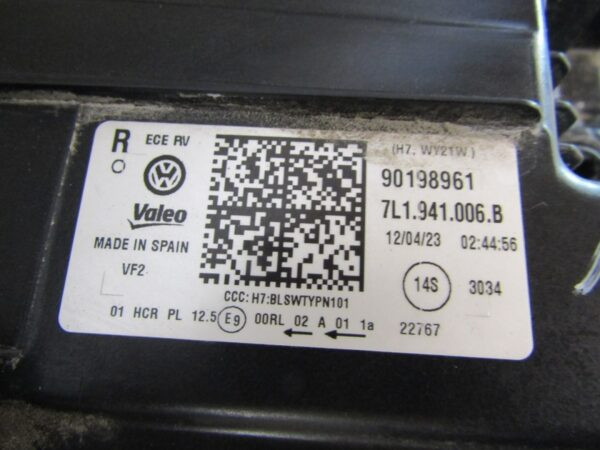 R ECE RV
(H7, WY21W)
90198961
Valeo
7L1.941.006.B
MADE IN SPAIN
12/04/23 02:44:56
VF2
14S 3034
CCC: H7:BLSWTYPN101
01 HCR PL 12.5 E9 00RL 02 A 01 1a 22767